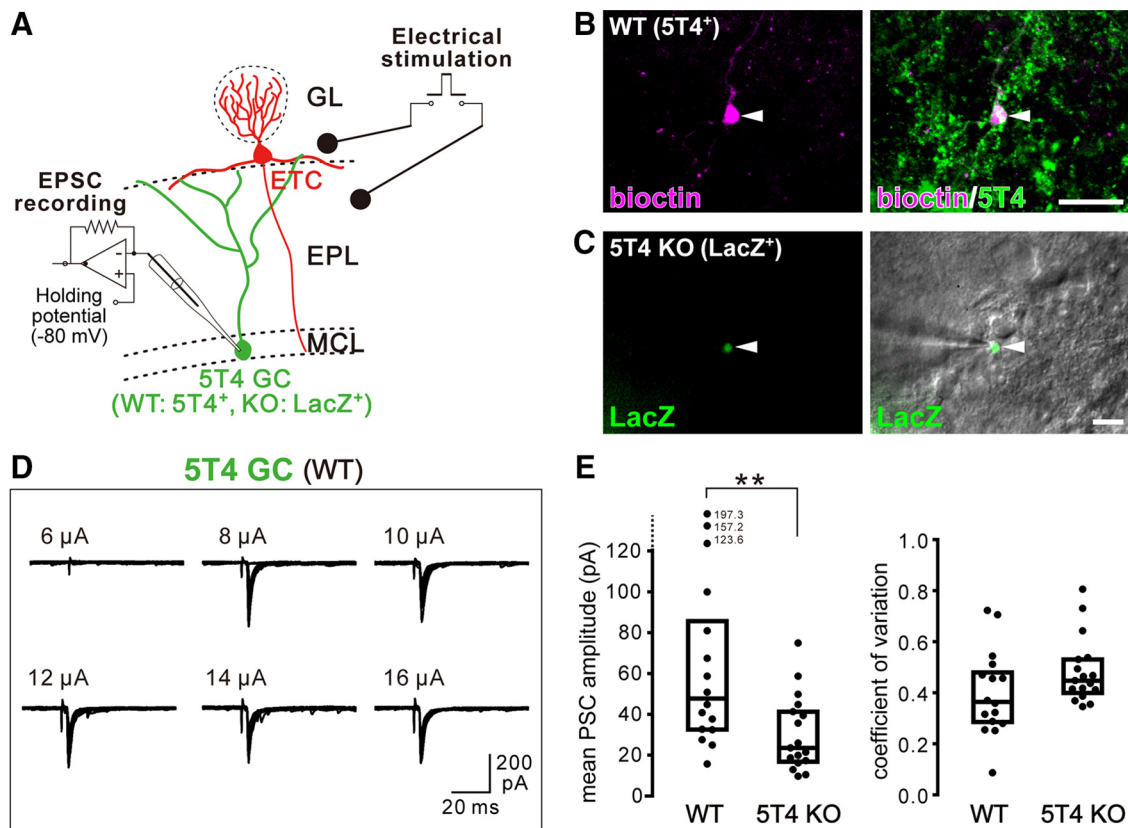 A
Electrical
stimulation
GL
ETC
EPSC
recording
EPL
Holding
potential
(-80 mV)
MCL
5T4 GC
(WT: 5T4⁺, KO: LacZ⁺)
B
WT (5T4⁺)
bioctin
bioctin/5T4
C
5T4 KO (LacZ⁺)
LacZ
LacZ
D
5T4 GC (WT)
6 µA
8 µA
10 µA
12 µA
14 µA
16 µA
200
pA
20 ms
E
**
197.3
157.2
123.6
120
100
80
60
40
20
0
mean PSC amplitude (pA)
WT
5T4 KO
1.0
0.8
0.6
0.4
0.2
0.0
coefficient of variation
WT
5T4 KO